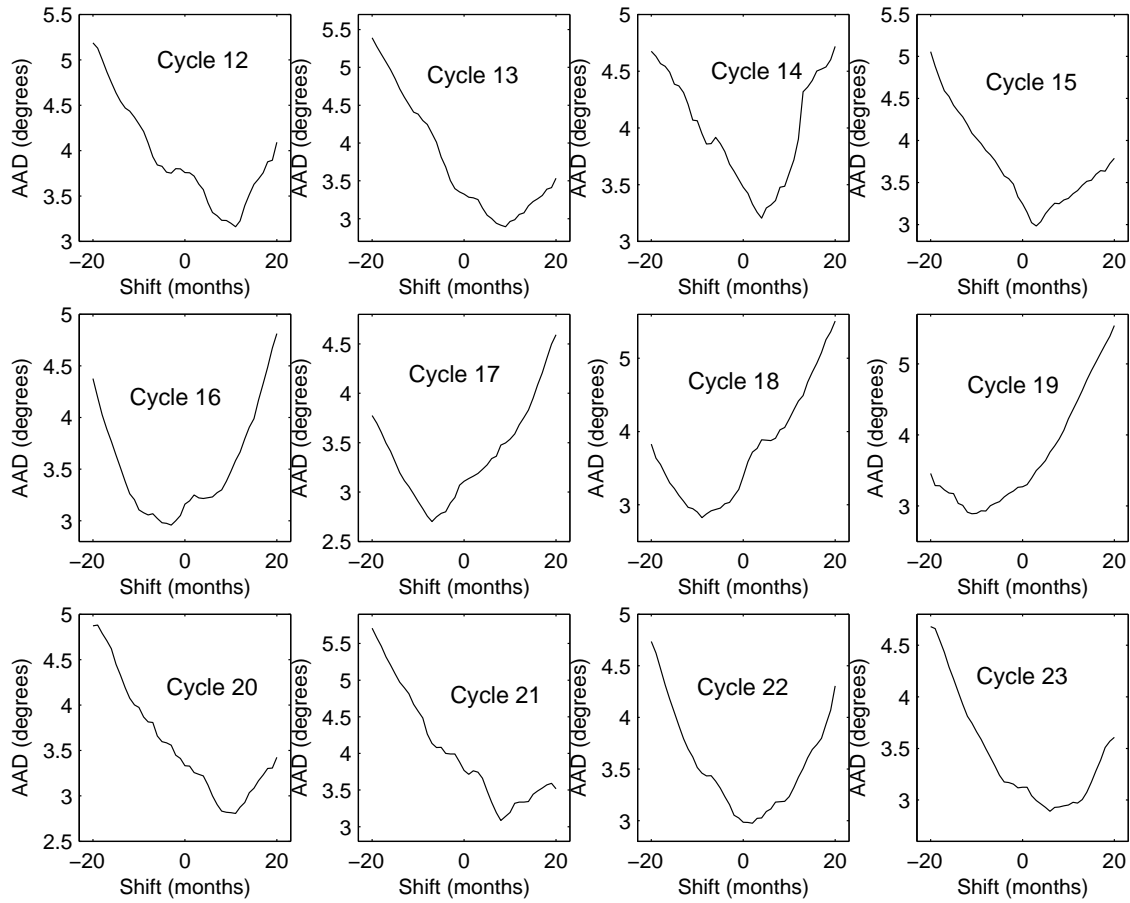 5.5
5
4.5
4
3.5
3
AAD (degrees)
Cycle 12
−20 0 20
Shift (months)
5.5
5
4.5
4
3.5
3
AAD (degrees)
Cycle 13
−20 0 20
Shift (months)
5
4.5
4
3.5
3
AAD (degrees)
Cycle 14
−20 0 20
Shift (months)
5
4.5
4
3.5
3
AAD (degrees)
Cycle 15
−20 0 20
Shift (months)
5
4.5
4
3.5
3
AAD (degrees)
Cycle 16
−20 0 20
Shift (months)
4.5
4
3.5
3
2.5
AAD (degrees)
Cycle 17
−20 0 20
Shift (months)
5
4
3
AAD (degrees)
Cycle 18
−20 0 20
Shift (months)
5
4
3
AAD (degrees)
Cycle 19
−20 0 20
Shift (months)
5
4.5
4
3.5
3
2.5
AAD (degrees)
Cycle 20
−20 0 20
Shift (months)
5.5
5
4.5
4
3.5
3
AAD (degrees)
Cycle 21
−20 0 20
Shift (months)
5
4.5
4
3.5
3
AAD (degrees)
Cycle 22
−20 0 20
Shift (months)
4.5
4
3.5
3
AAD (degrees)
Cycle 23
−20 0 20
Shift (months)